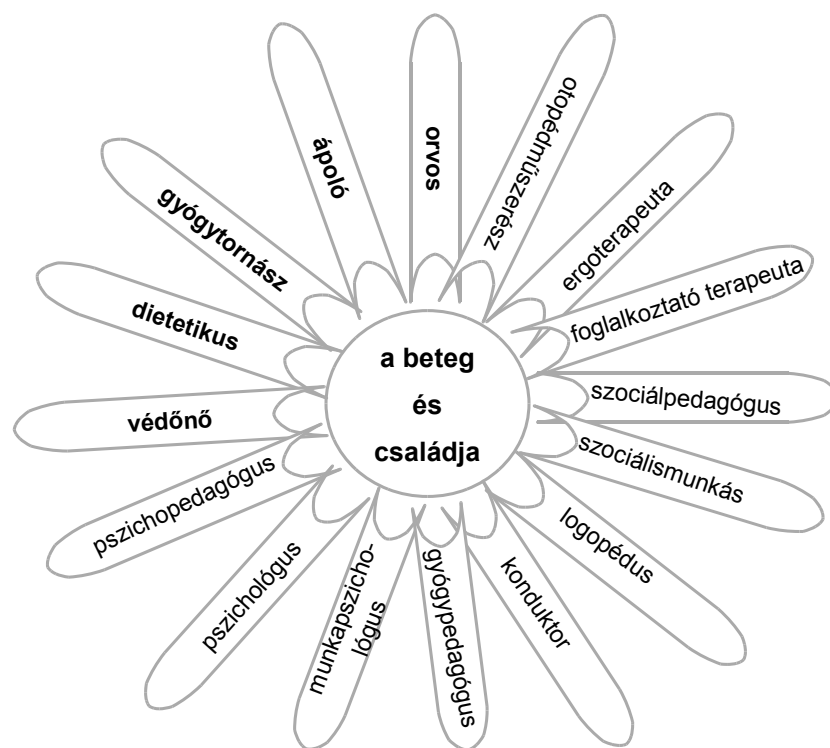 a beteg
és
családja
orvos
otopédműszerész
ergoterapeuta
foglalkoztató terapeuta
szociálpedagógus
szociálismunkás
logopédus
konduktor
gyógypedagógus
munkapszicho-
lógus
pszichológus
pszichopedagógus
védőnő
dietetikus
gyógytornász
ápoló